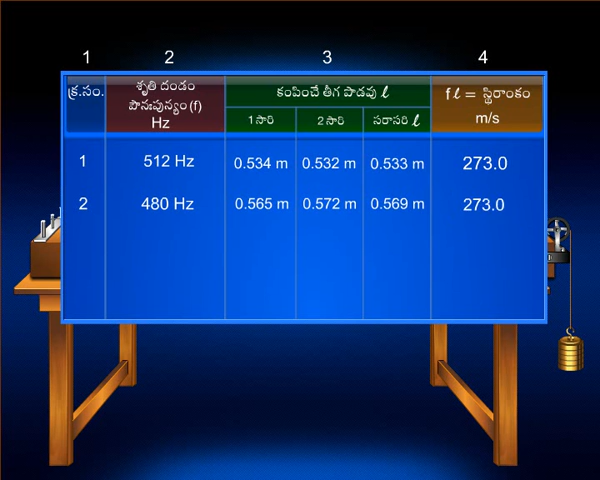 1 2 3 4
క్ర.సం. శృతి దండం పౌనఃపున్యం (f) Hz కంపించే తీగ పొడవు ℓ f ℓ = స్థిరాంకం m/s
1 సారి 2 సారి సరాసరి ℓ
1 512 Hz 0.534 m 0.532 m 0.533 m 273.0
2 480 Hz 0.565 m 0.572 m 0.569 m 273.0